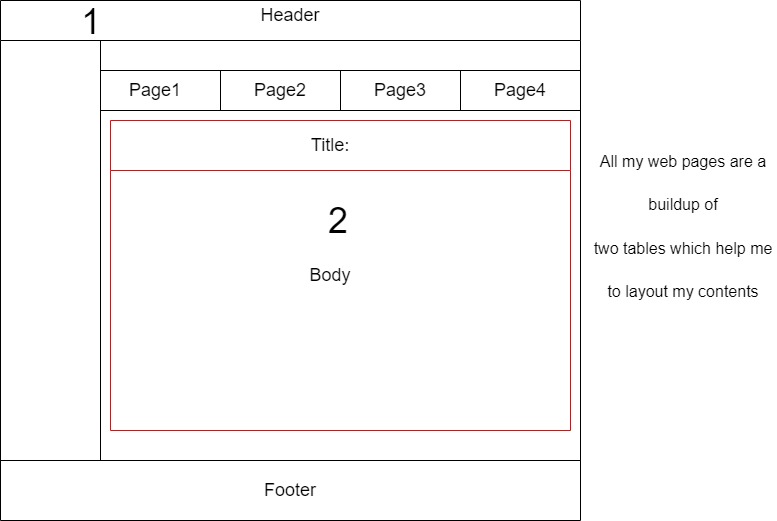 1
Header
Page1 Page2 Page3 Page4
Title:
2
Body
Footer
All my web pages are a
buildup of
two tables which help me
to layout my contents